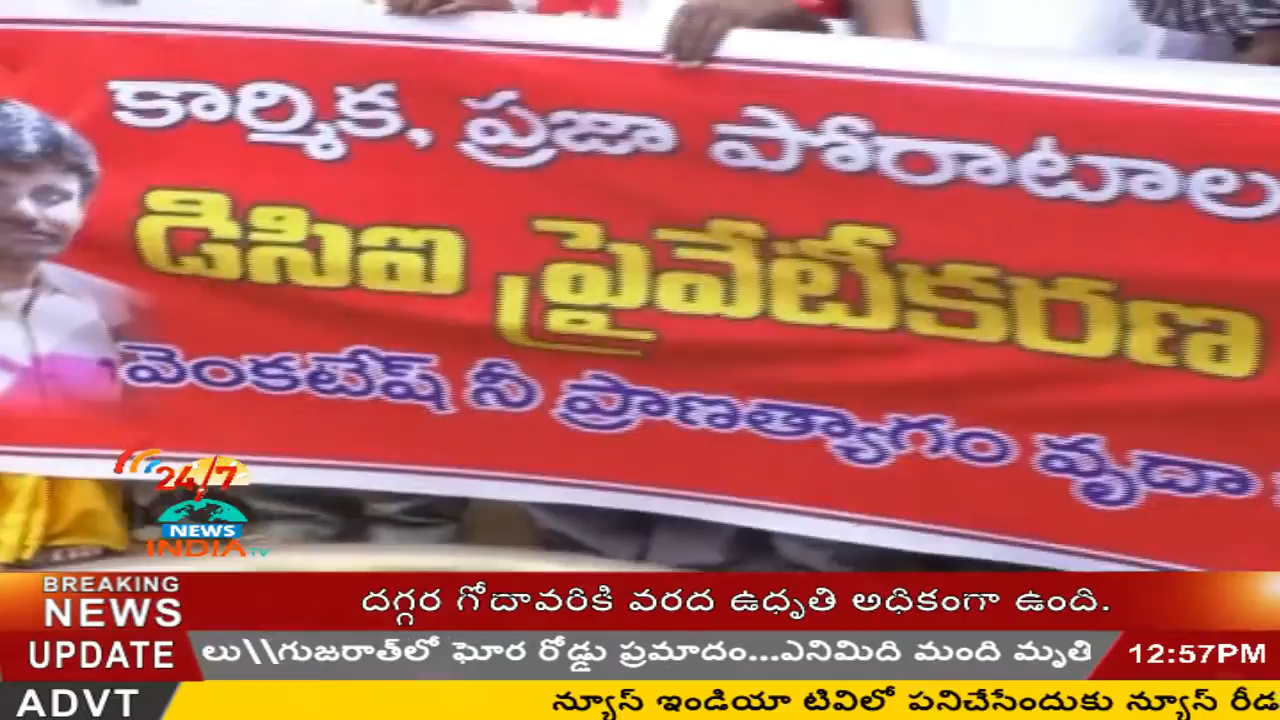 కార్మిక, ప్రజా పోరాటాల
డిసిఐ ప్రైవేటీకరణ
వెంకటేష్ నీ ప్రాణత్యాగం వృదా
24/7
NEWS
INDIA TV
BREAKING
NEWS
దగ్గర గోదావరికి వరద ఉధృతి అధికంగా ఉంది.
UPDATE
లు\\గుజరాత్‌లో ఘోర రోడ్డు ప్రమాదం...ఎనిమిది మంది మృతి
12:57PM
ADVT
న్యూస్ ఇండియా టివిలో పనిచేసేందుకు న్యూస్ రీడ